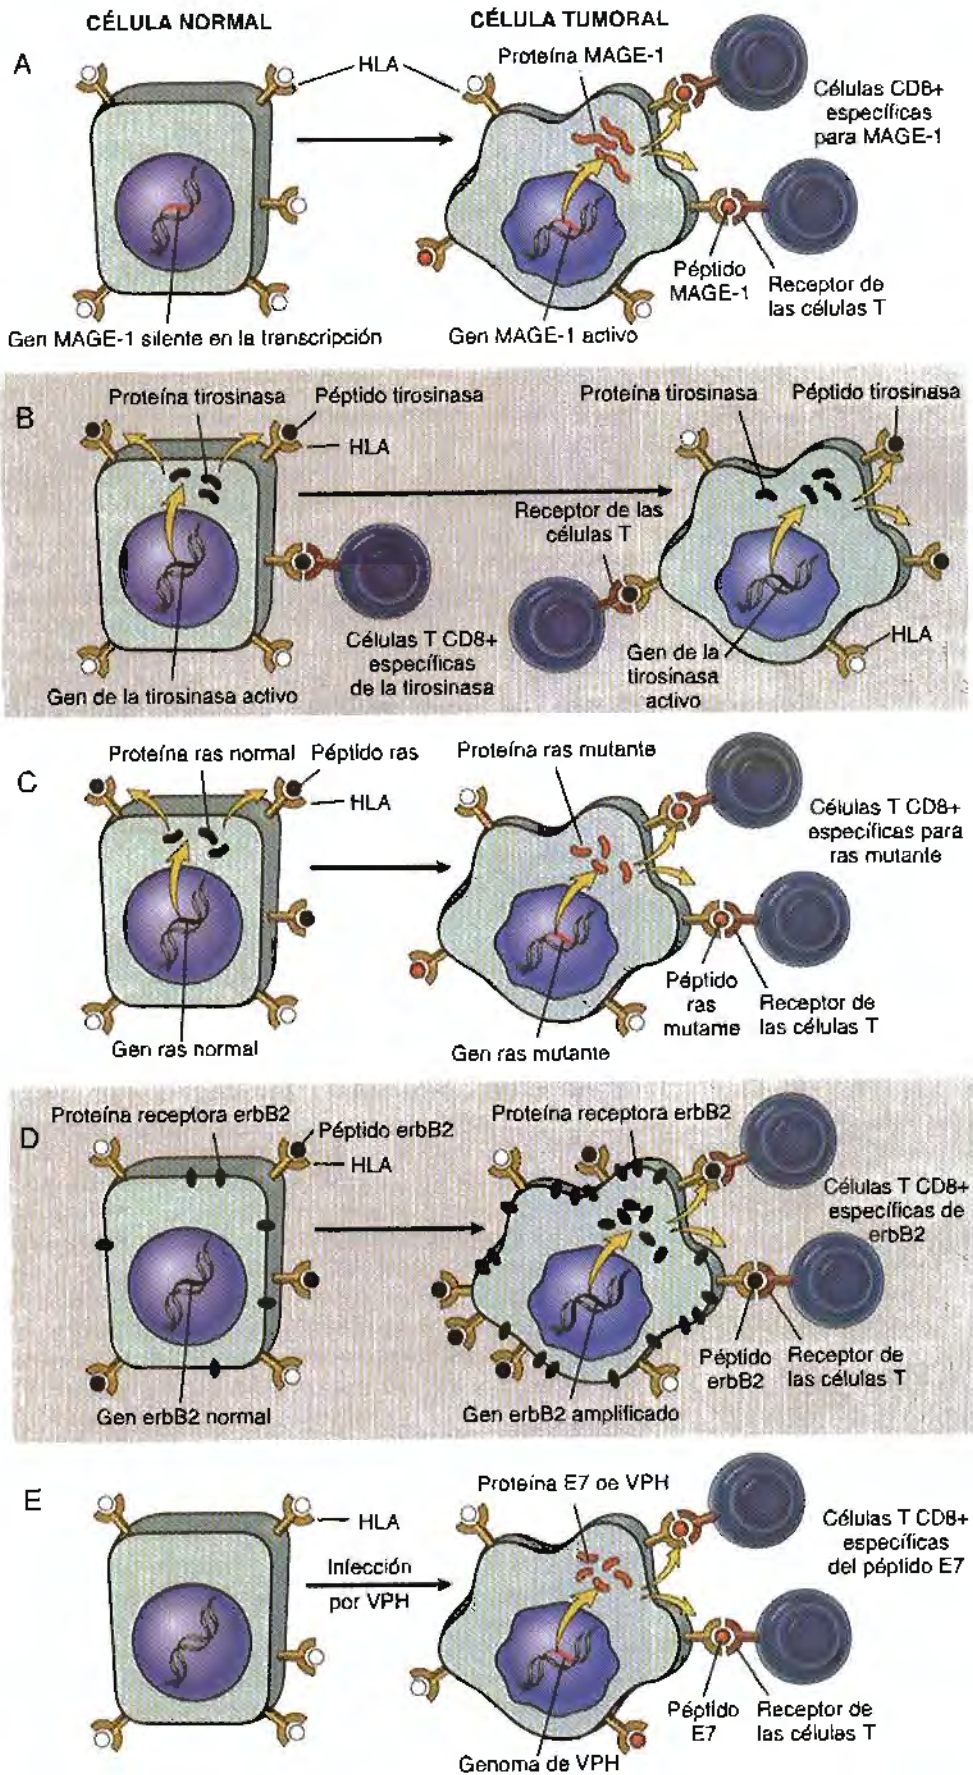 CÉLULA NORMAL
CÉLULA TUMORAL
A
HLA
Proteína MAGE-1
Células CD8+
específicas
para MAGE-1
Péptido
MAGE-1
Receptor de
las células T
Gen MAGE-1 silente en la transcripción
Gen MAGE-1 activo
B
Proteína tirosinasa
Péptido tirosinasa
HLA
Proteína tirosinasa
Péptido tirosinasa
Receptor de las
células T
Células T CD8+
específicas
de la tirosinasa
Gen de la tirosinasa activo
HLA
Gen de la
tirosinasa
activo
C
Proteína ras normal
Péptido ras
HLA
Proteína ras mutante
Células T CD8+
específicas para
ras mutante
Péptido
ras
mutante
Receptor de
las células T
Gen ras normal
Gen ras mutante
D
Proteína receptora erbB2
Péptido erbB2
HLA
Proteína receptora erbB2
Células T CD8+
específicas de
erbB2
Péptido
erbB2
Receptor de
las células T
Gen erbB2 normal
Gen erbB2 amplificado
E
HLA
Infección
por VPH
Proteína E7 de VPH
Células T CD8+
específicas
del péptido E7
Péptido
E7
Receptor de
las células T
Genoma de VPH